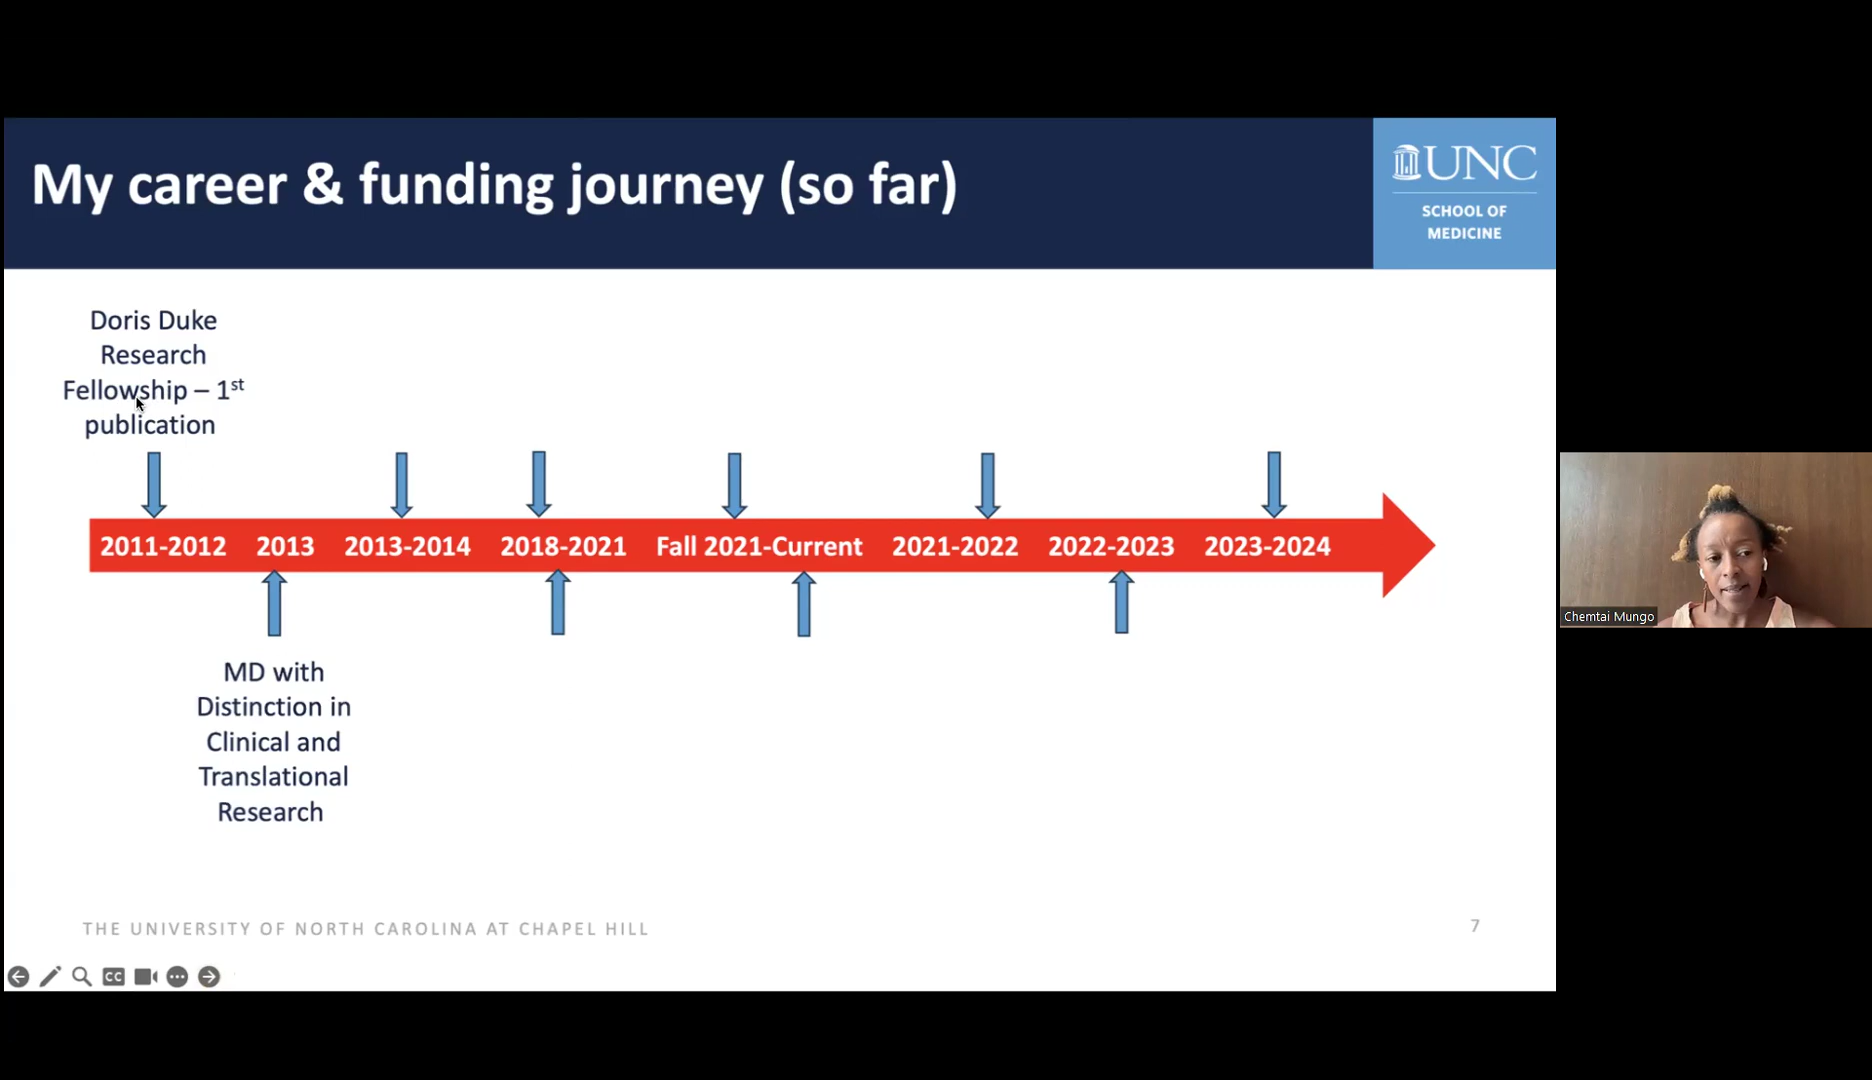 My career & funding journey (so far)
UNC
SCHOOL OF
MEDICINE
Doris Duke
Research
Fellowship – 1st
publication
2011-2012 2013 2013-2014 2018-2021 Fall 2021-Current 2021-2022 2022-2023 2023-2024
MD with
Distinction in
Clinical and
Translational
Research
THE UNIVERSITY OF NORTH CAROLINA AT CHAPEL HILL
7
CC
Chemtai Mungo